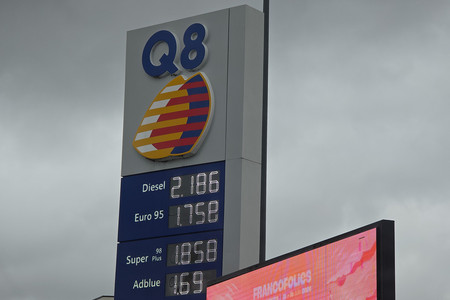 Q8
Diesel 2.186
Euro 95 1.758
Super 98 Plus 1.858
Adblue 1.69
FRANCOFOLIES